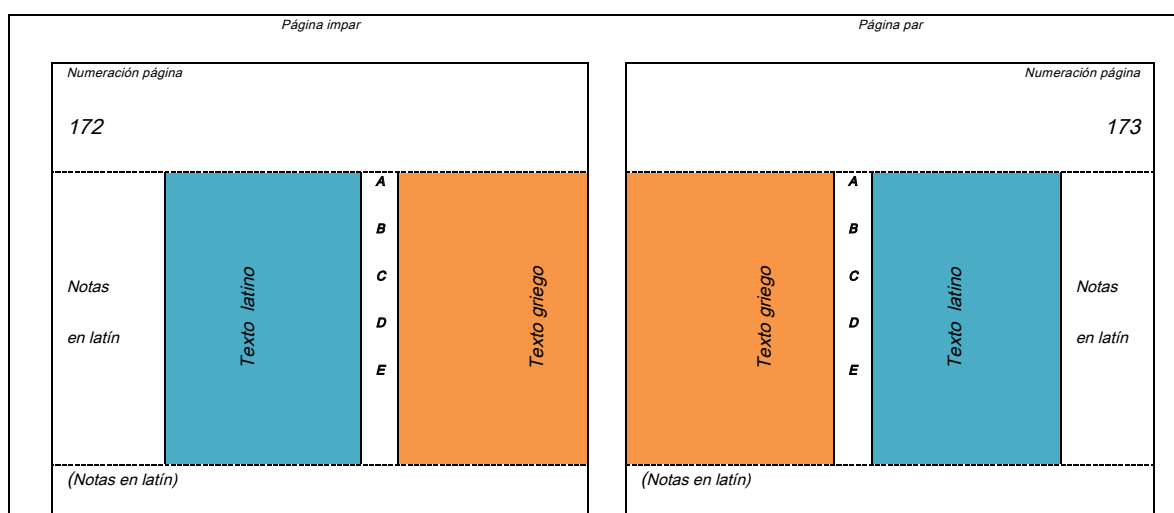 Página impar
Numeración página
172
Notas
en latín
Texto latino
A
B
C
D
E
Texto griego
(Notas en latín)
Página par
Numeración página
173
Texto griego
A
B
C
D
E
Texto latino
Notas
en latín
(Notas en latín)